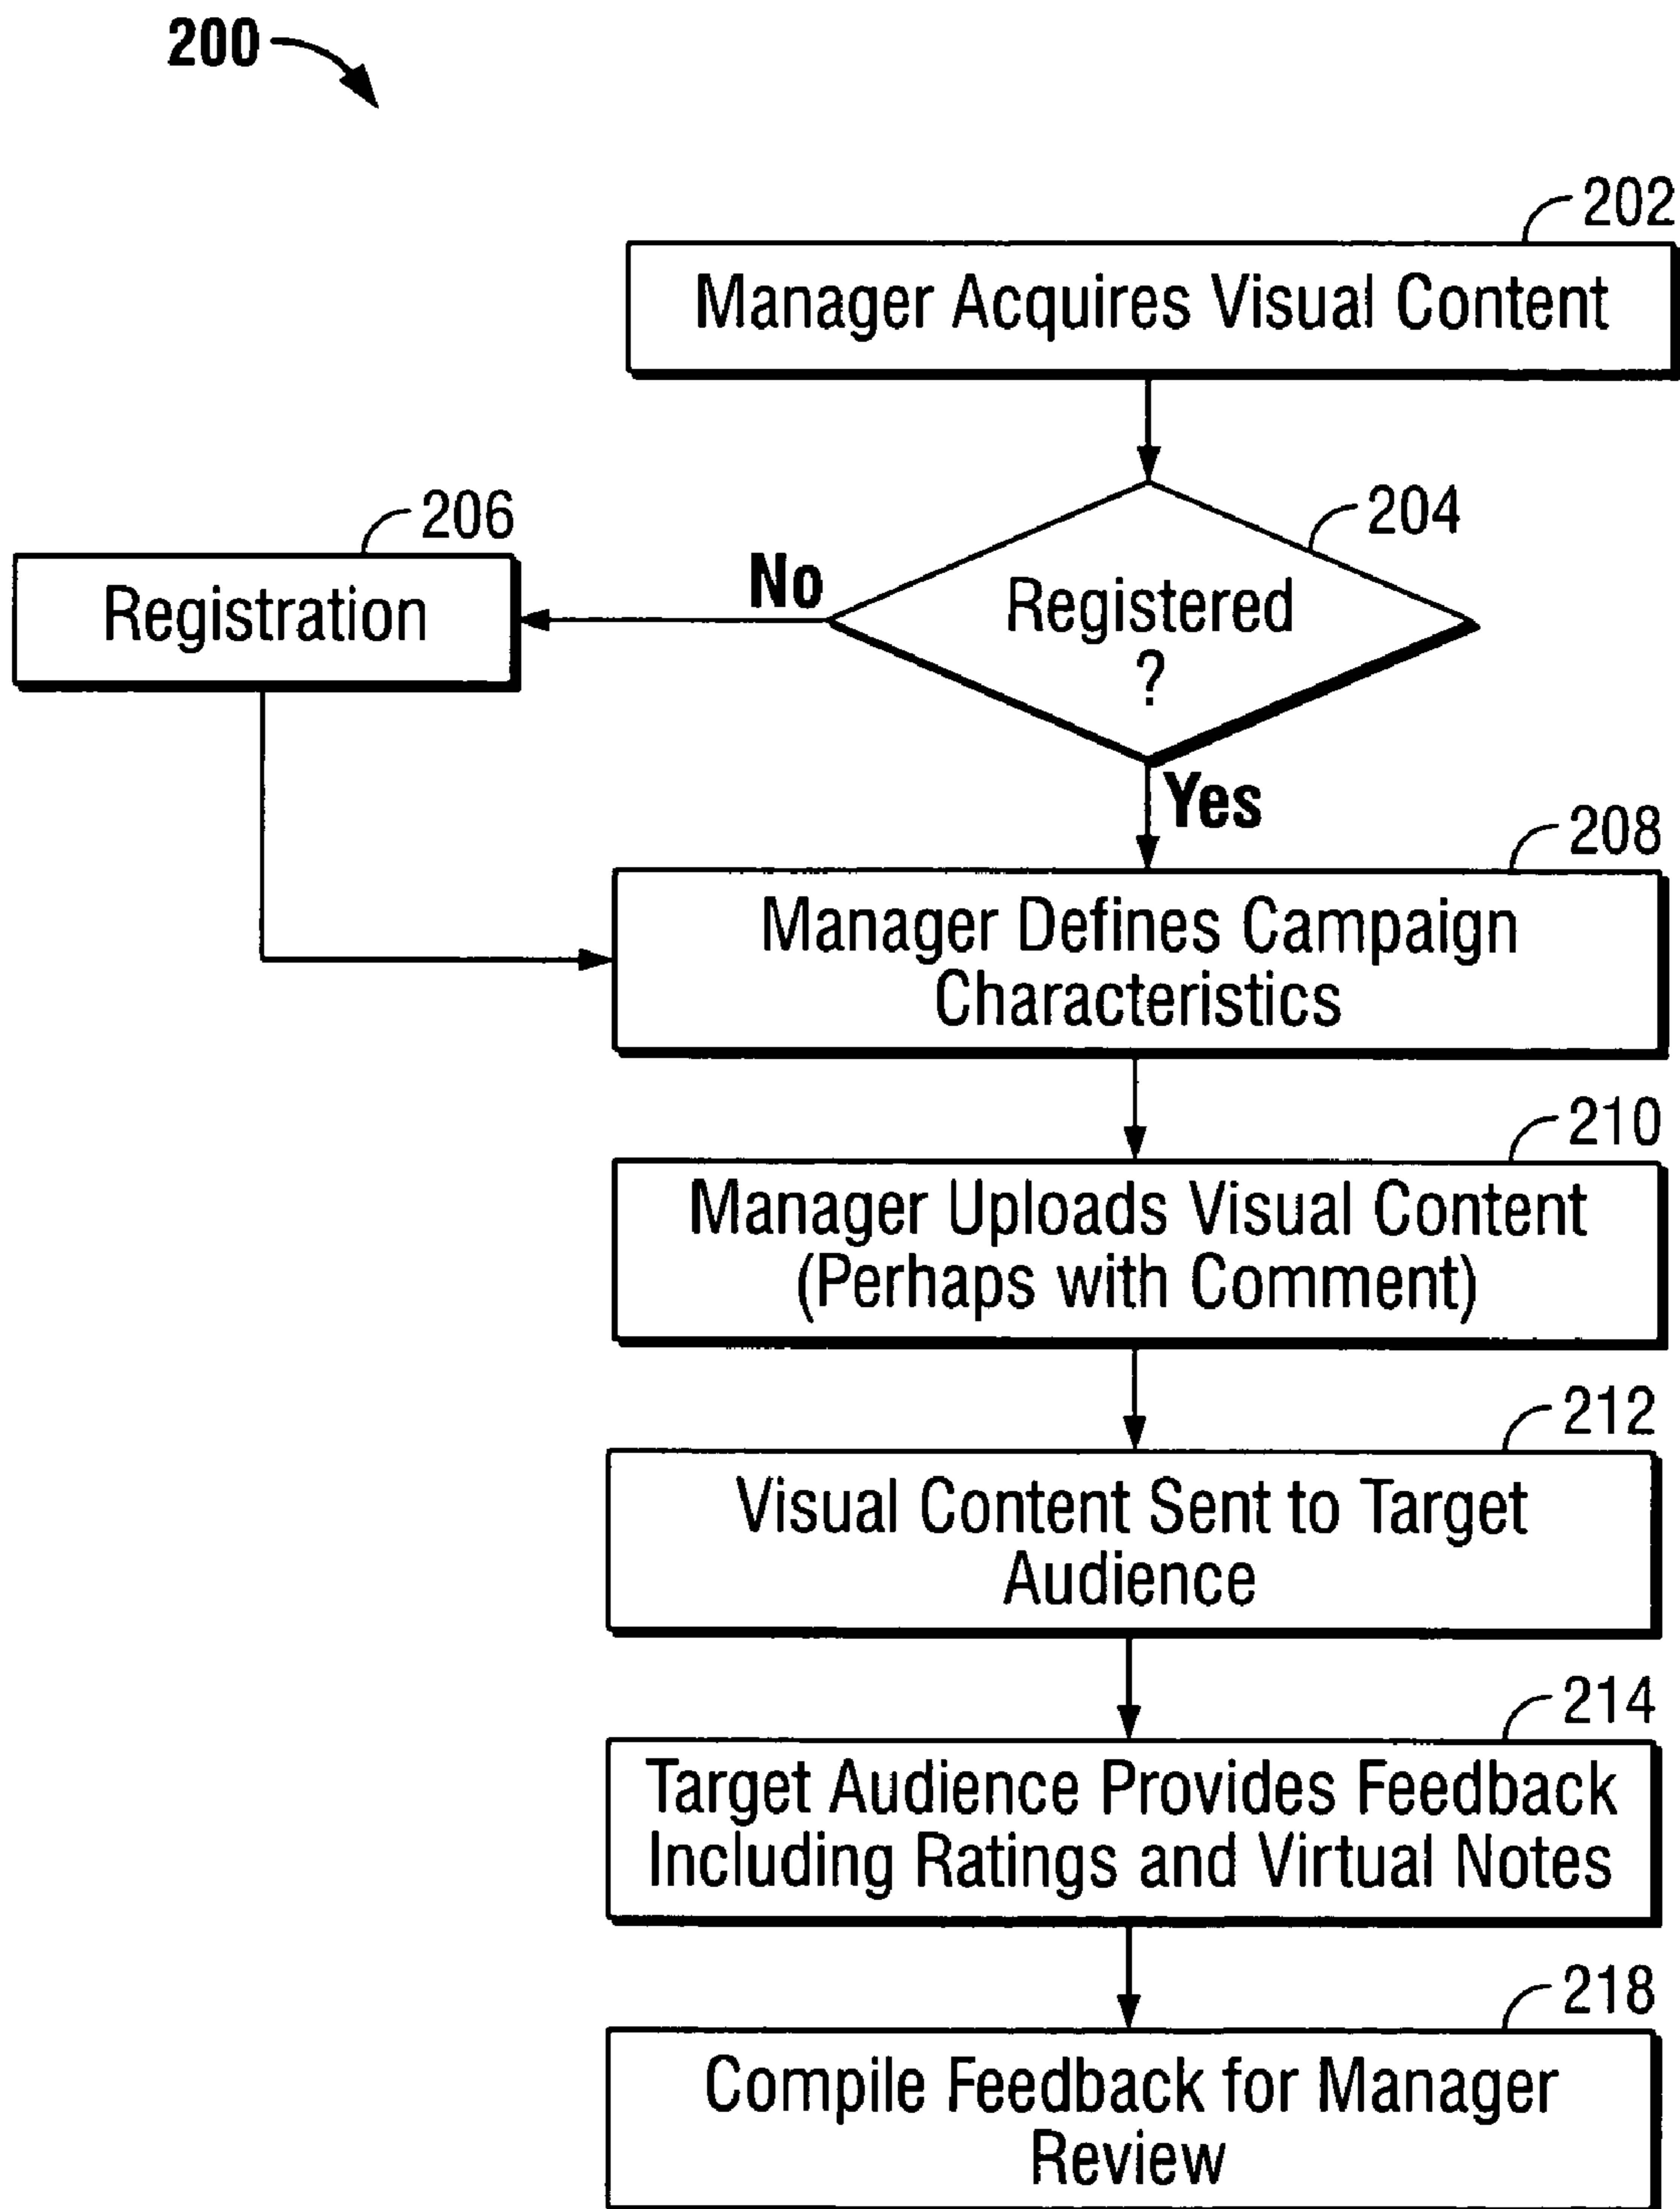 200
202
Manager Acquires Visual Content
204
Registered
?
No
206
Registration
Yes
208
Manager Defines Campaign
Characteristics
210
Manager Uploads Visual Content
(Perhaps with Comment)
212
Visual Content Sent to Target
Audience
214
Target Audience Provides Feedback
Including Ratings and Virtual Notes
218
Compile Feedback for Manager
Review